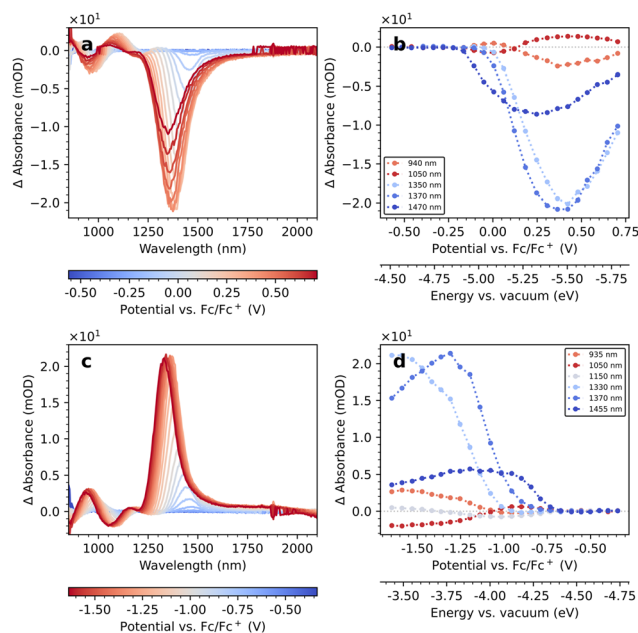 ×10¹
a
0.0
−0.5
−1.0
−1.5
−2.0
Δ Absorbance (mOD)
1000 1250 1500 1750 2000
Wavelength (nm)
-0.50 -0.25 0.00 0.25 0.50
Potential vs. Fc/Fc⁺ (V)
×10¹
b
0.0
−0.5
−1.0
−1.5
−2.0
Δ Absorbance (mOD)
940 nm
1050 nm
1350 nm
1370 nm
1470 nm
-0.50 -0.25 0.00 0.25 0.50 0.75
Potential vs. Fc/Fc⁺ (V)
-4.50 -4.75 -5.00 -5.25 -5.50 -5.75
Energy vs. vacuum (eV)
×10¹
c
2.0
1.5
1.0
0.5
0.0
Δ Absorbance (mOD)
1000 1250 1500 1750 2000
Wavelength (nm)
-1.50 -1.25 -1.00 -0.75 -0.50
Potential vs. Fc/Fc⁺ (V)
×10¹
d
2.0
1.5
1.0
0.5
0.0
Δ Absorbance (mOD)
935 nm
1050 nm
1150 nm
1330 nm
1370 nm
1455 nm
-1.50 -1.25 -1.00 -0.75 -0.50
Potential vs. Fc/Fc⁺ (V)
-3.50 -3.75 -4.00 -4.25 -4.50 -4.75
Energy vs. vacuum (eV)